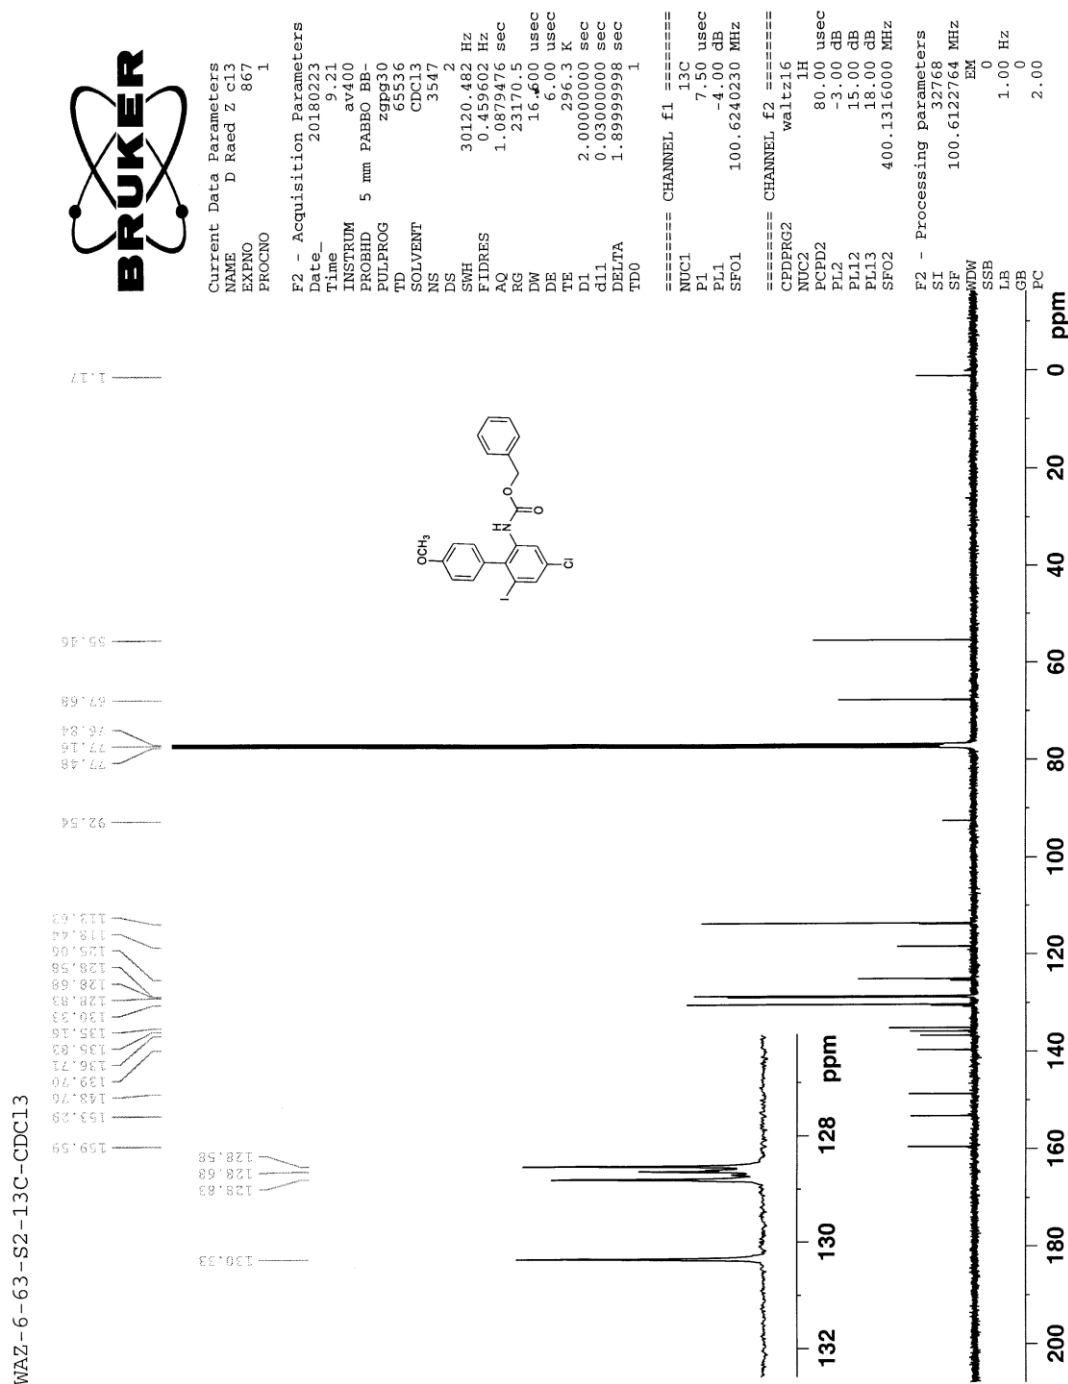 WAZ-6-63-S2-13C-CDCl3
159.59
153.29
148.76
139.70
136.71
135.83
135.16
130.33
128.83
128.68
128.58
125.06
118.44
113.63
92.54
77.48
77.16
76.84
67.68
55.46
1.17
BRUKER
Current Data Parameters
NAME D Raed Z c13
EXPNO 867
PROCNO 1
F2 - Acquisition Parameters
Date_ 20180223
Time 9.21
INSTRUM av400
PROBHD 5 mm PABBO BB-
PULPROG zgpg30
TD 65536
SOLVENT CDCl3
NS 3547
DS 2
SWH 30120.482 Hz
FIDRES 0.459602 Hz
AQ 1.0879476 sec
RG 23170.5
DW 16.600 usec
DE 6.00 usec
TE 296.3 K
D1 2.00000000 sec
d11 0.03000000 sec
DELTA 1.89999998 sec
TD0 1
======== CHANNEL f1 ========
NUC1 13C
P1 7.50 usec
PL1 -4.00 dB
SFO1 100.6240230 MHz
======== CHANNEL f2 ========
CPDPRG2 waltz16
NUC2 1H
PCPD2 80.00 usec
PL2 -3.00 dB
PL12 15.00 dB
PL13 18.00 dB
SFO2 400.1316000 MHz
F2 - Processing parameters
SI 32768
SF 100.6122764 MHz
WDW EM
SSB 0
LB 1.00 Hz
GB 0
PC 2.00
OCH3
H
N
O
O
I
Cl
130.33
128.83
128.68
128.58
132 130 128 ppm
200 180 160 140 120 100 80 60 40 20 0 ppm